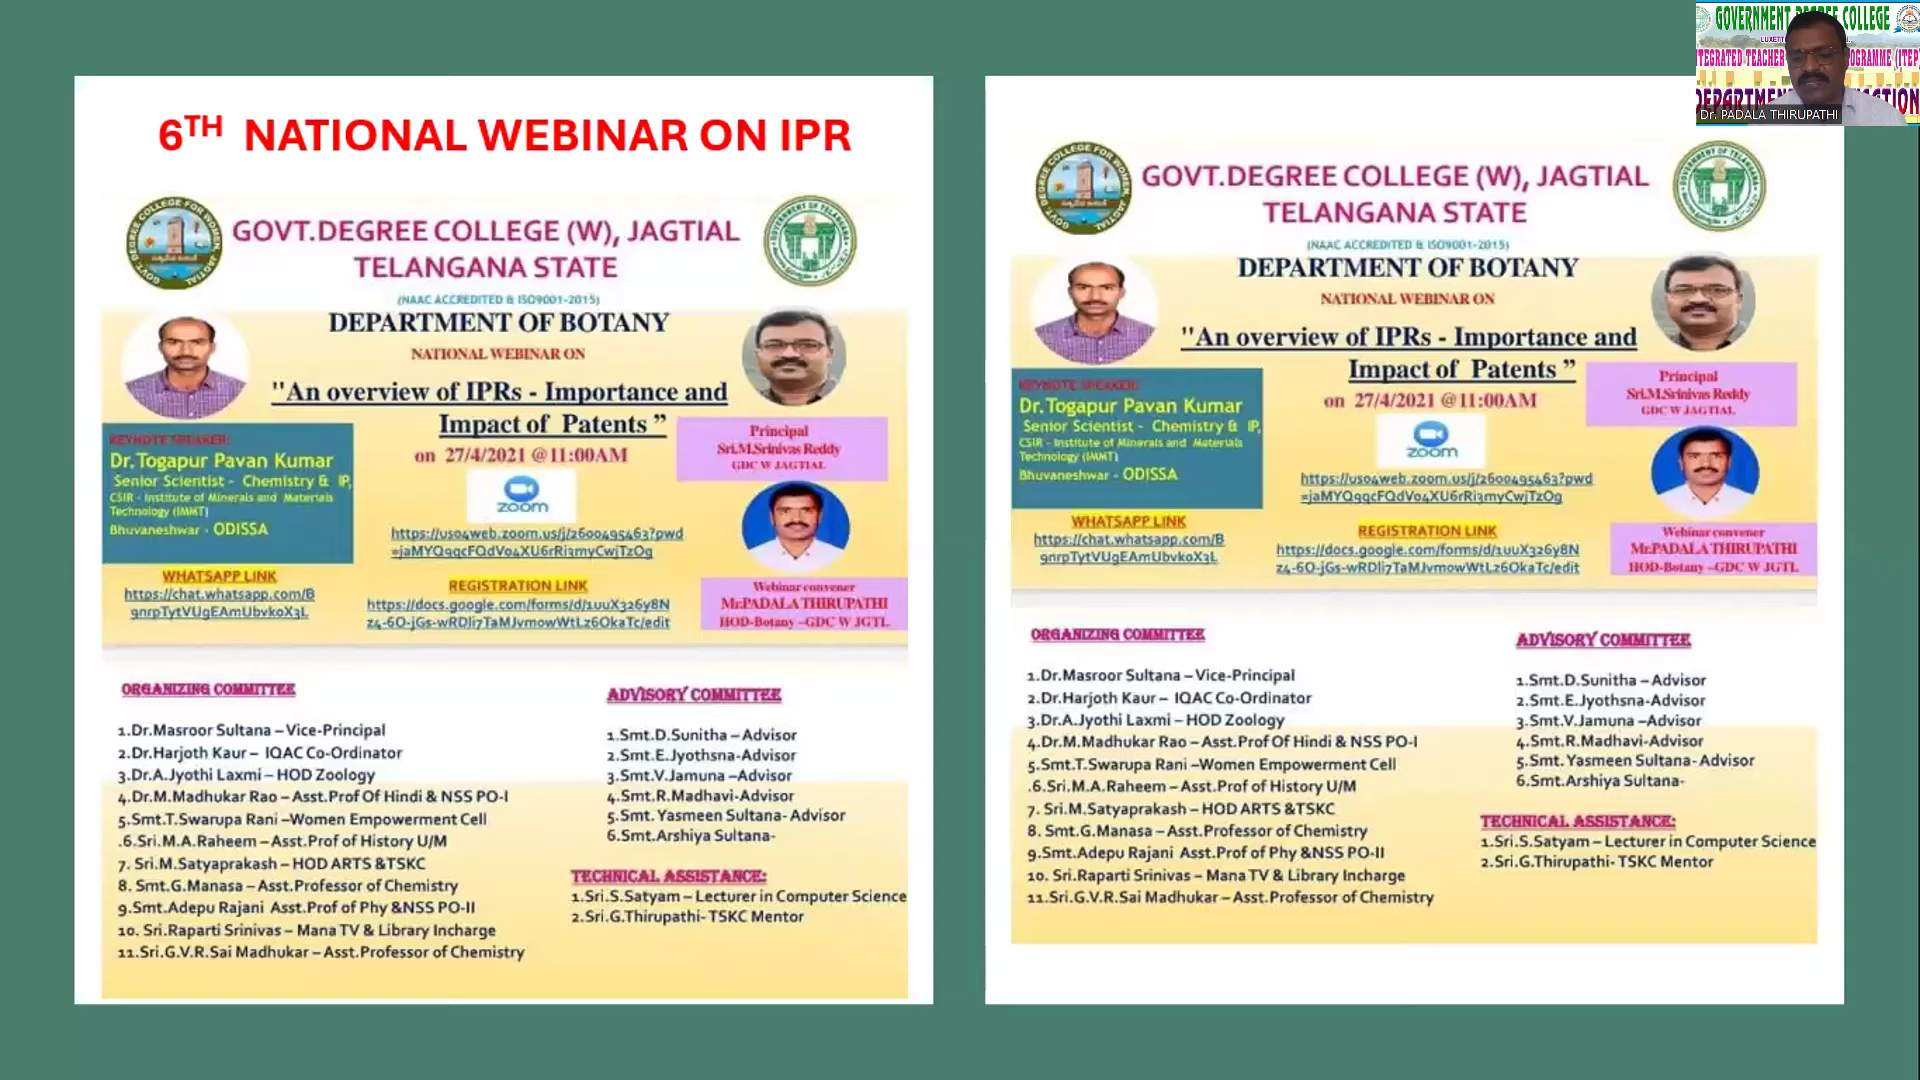 6TH NATIONAL WEBINAR ON IPR
GOVT.DEGREE COLLEGE (W), JAGTIAL
TELANGANA STATE
(NAAC ACCREDITED & ISO9001-2015)
DEPARTMENT OF BOTANY
NATIONAL WEBINAR ON
"An overview of IPRs - Importance and
Impact of Patents ”
on 27/4/2021 @11:00AM
KEYNOTE SPEAKER:
Dr.Togapur Pavan Kumar
Senior Scientist - Chemistry & IP,
CSIR - Institute of Minerals and Materials
Technology (IMMT)
Bhuvaneshwar - ODISSA
Principal
Sri.M.Srinivas Reddy
GDC W JAGTIAL
zoom
https://us04web.zoom.us/j/2600495463?pwd
=jaMYQ9qcFQdVo4XU6rRi3myCwjTzOg
WHATSAPP LINK
https://chat.whatsapp.com/B
9nrpTytVUgEAmUbvkoX3L
REGISTRATION LINK
https://docs.google.com/forms/d/1uuX326y8N
z4-6O-jGs-wRDli7TaMJvmowWtLz6OkaTc/edit
Webinar convener
Mr.PADALA THIRUPATHI
HOD-Botany –GDC W JGTL
ORGANIZING COMMITTEE
1.Dr.Masroor Sultana – Vice-Principal
2.Dr.Harjoth Kaur – IQAC Co-Ordinator
3.Dr.A.Jyothi Laxmi – HOD Zoology
4.Dr.M.Madhukar Rao – Asst.Prof Of Hindi & NSS PO-I
5.Smt.T.Swarupa Rani –Women Empowerment Cell
.6.Sri.M.A.Raheem – Asst.Prof of History U/M
7. Sri.M.Satyaprakash – HOD ARTS &TSKC
8. Smt.G.Manasa – Asst.Professor of Chemistry
9.Smt.Adepu Rajani Asst.Prof of Phy &NSS PO-II
10. Sri.Raparti Srinivas – Mana TV & Library Incharge
11.Sri.G.V.R.Sai Madhukar – Asst.Professor of Chemistry
ADVISORY COMMITTEE
1.Smt.D.Sunitha – Advisor
2.Smt.E.Jyothsna-Advisor
3.Smt.V.Jamuna –Advisor
4.Smt.R.Madhavi-Advisor
5.Smt. Yasmeen Sultana- Advisor
6.Smt.Arshiya Sultana-
TECHNICAL ASSISTANCE:
1.Sri.S.Satyam – Lecturer in Computer Science
2.Sri.G.Thirupathi- TSKC Mentor
GOVT.DEGREE COLLEGE (W), JAGTIAL
TELANGANA STATE
(NAAC ACCREDITED & ISO9001-2015)
DEPARTMENT OF BOTANY
NATIONAL WEBINAR ON
"An overview of IPRs - Importance and
Impact of Patents ”
on 27/4/2021 @11:00AM
KEYNOTE SPEAKER:
Dr.Togapur Pavan Kumar
Senior Scientist - Chemistry & IP,
CSIR - Institute of Minerals and Materials
Technology (IMMT)
Bhuvaneshwar - ODISSA
Principal
Sri.M.Srinivas Reddy
GDC W JAGTIAL
zoom
https://us04web.zoom.us/j/2600495463?pwd
=jaMYQ9qcFQdVo4XU6rRi3myCwjTzOg
WHATSAPP LINK
https://chat.whatsapp.com/B
9nrpTytVUgEAmUbvkoX3L
REGISTRATION LINK
https://docs.google.com/forms/d/1uuX326y8N
z4-6O-jGs-wRDli7TaMJvmowWtLz6OkaTc/edit
Webinar convener
Mr.PADALA THIRUPATHI
HOD-Botany –GDC W JGTL
ORGANIZING COMMITTEE
1.Dr.Masroor Sultana – Vice-Principal
2.Dr.Harjoth Kaur – IQAC Co-Ordinator
3.Dr.A.Jyothi Laxmi – HOD Zoology
4.Dr.M.Madhukar Rao – Asst.Prof Of Hindi & NSS PO-I
5.Smt.T.Swarupa Rani –Women Empowerment Cell
.6.Sri.M.A.Raheem – Asst.Prof of History U/M
7. Sri.M.Satyaprakash – HOD ARTS &TSKC
8. Smt.G.Manasa – Asst.Professor of Chemistry
9.Smt.Adepu Rajani Asst.Prof of Phy &NSS PO-II
10. Sri.Raparti Srinivas – Mana TV & Library Incharge
11.Sri.G.V.R.Sai Madhukar – Asst.Professor of Chemistry
ADVISORY COMMITTEE
1.Smt.D.Sunitha – Advisor
2.Smt.E.Jyothsna-Advisor
3.Smt.V.Jamuna –Advisor
4.Smt.R.Madhavi-Advisor
5.Smt. Yasmeen Sultana- Advisor
6.Smt.Arshiya Sultana-
TECHNICAL ASSISTANCE:
1.Sri.S.Satyam – Lecturer in Computer Science
2.Sri.G.Thirupathi- TSKC Mentor
GOVERNMENT DEGREE COLLEGE
Dr. PADALA THIRUPATHI